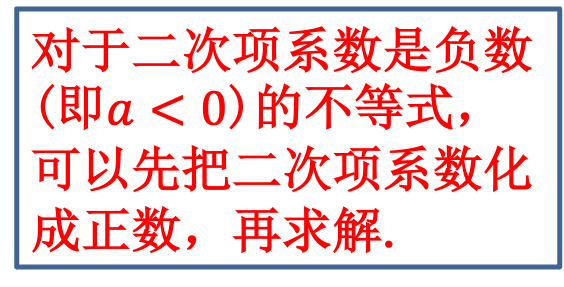 对于二次项系数是负数
(即a < 0)的不等式，
可以先把二次项系数化
成正数，再求解.